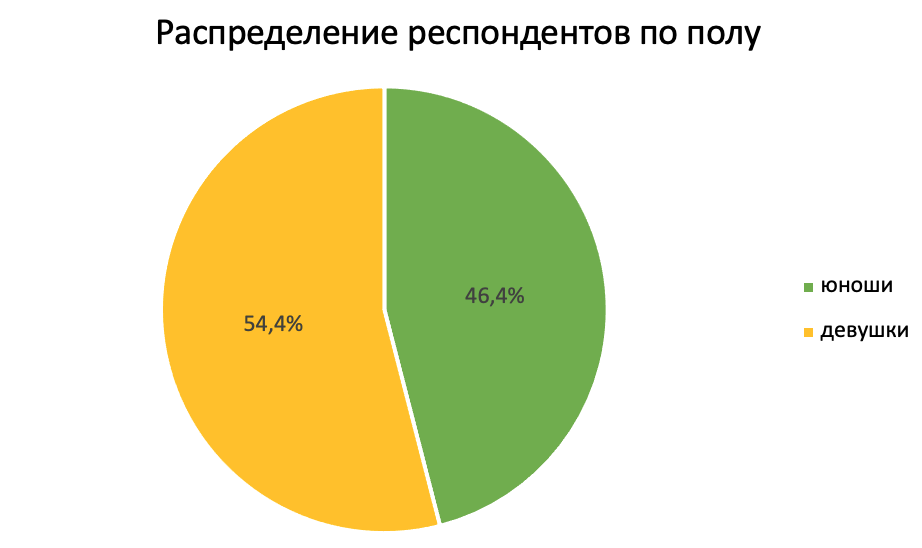 Распределение респондентов по полу
46,4%
54,4%
юноши
девушки